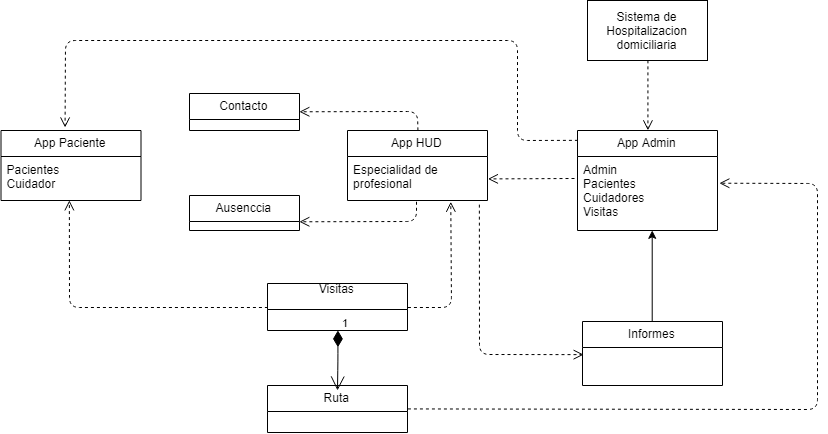 Sistema de
Hospitalizacion
domiciliaria
Contacto
App Paciente
Pacientes
Cuidador
App HUD
Especialidad de
profesional
App Admin
Admin
Pacientes
Cuidadores
Visitas
Ausenccia
Visitas
1
Informes
Ruta